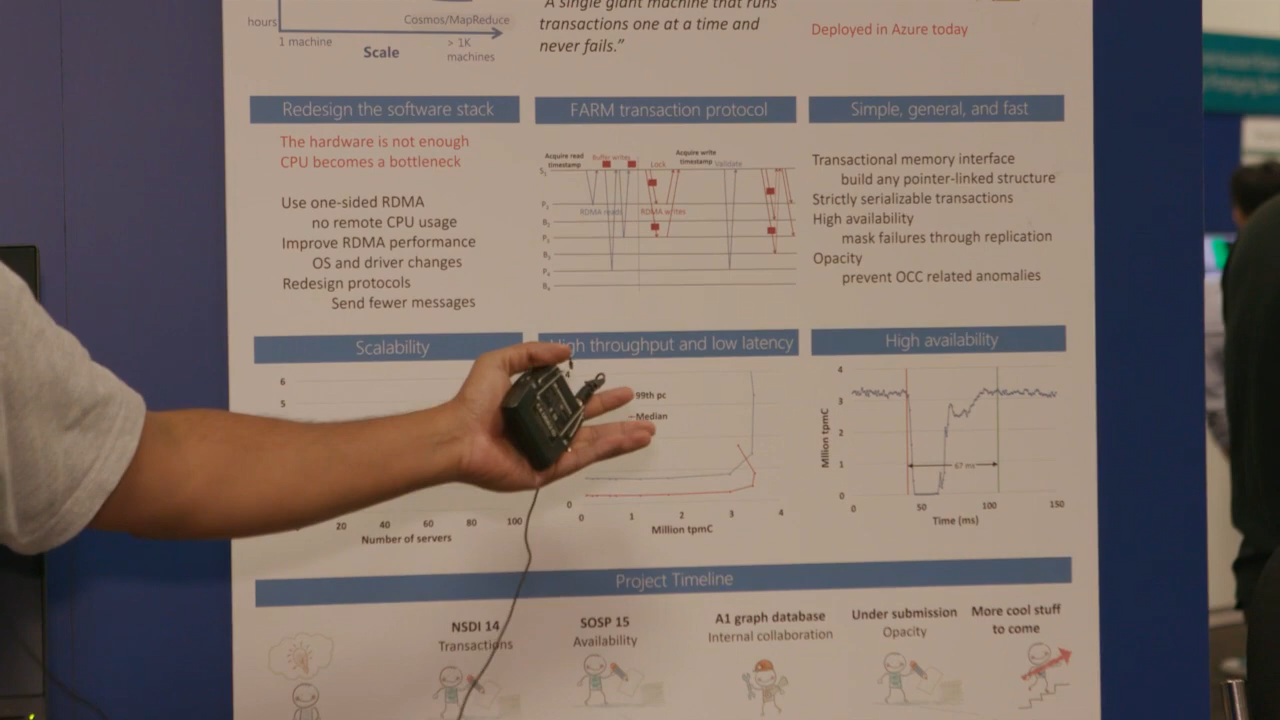 hours
Cosmos/MapReduce
1 machine
> 1K
machines
Scale
"A single giant machine that runs
transactions one at a time and
never fails."
Deployed in Azure today
Redesign the software stack
The hardware is not enough
CPU becomes a bottleneck
Use one-sided RDMA
no remote CPU usage
Improve RDMA performance
OS and driver changes
Redesign protocols
Send fewer messages
FARM transaction protocol
Acquire read
timestamp
Buffer writes
Lock
Acquire write
timestamp
Validate
RDMA reads
RDMA writes
Simple, general, and fast
Transactional memory interface
build any pointer-linked structure
Strictly serializable transactions
High availability
mask failures through replication
Opacity
prevent OCC related anomalies
Scalability
6
5
20 40 60 80 100
Number of servers
High throughput and low latency
4
99th pc
Median
0
0 1 2 3 4
Million tpmC
High availability
4
3
2
1
0
Million tpmC
67 ms
0 50 100 150
Time (ms)
Project Timeline
NSDI 14
Transactions
SOSP 15
Availability
A1 graph database
Internal collaboration
Under submission
Opacity
More cool stuff
to come